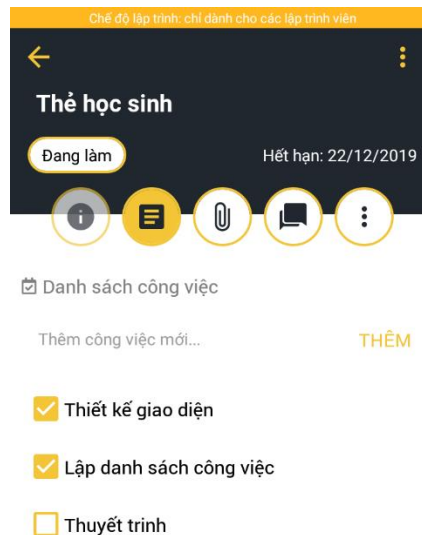 Chế độ lập trình: chỉ dành cho các lập trình viên
Thẻ học sinh
Đang làm
Hết hạn: 22/12/2019
Danh sách công việc
Thêm công việc mới...
THÊM
Thiết kế giao diện
Lập danh sách công việc
Thuyết trinh